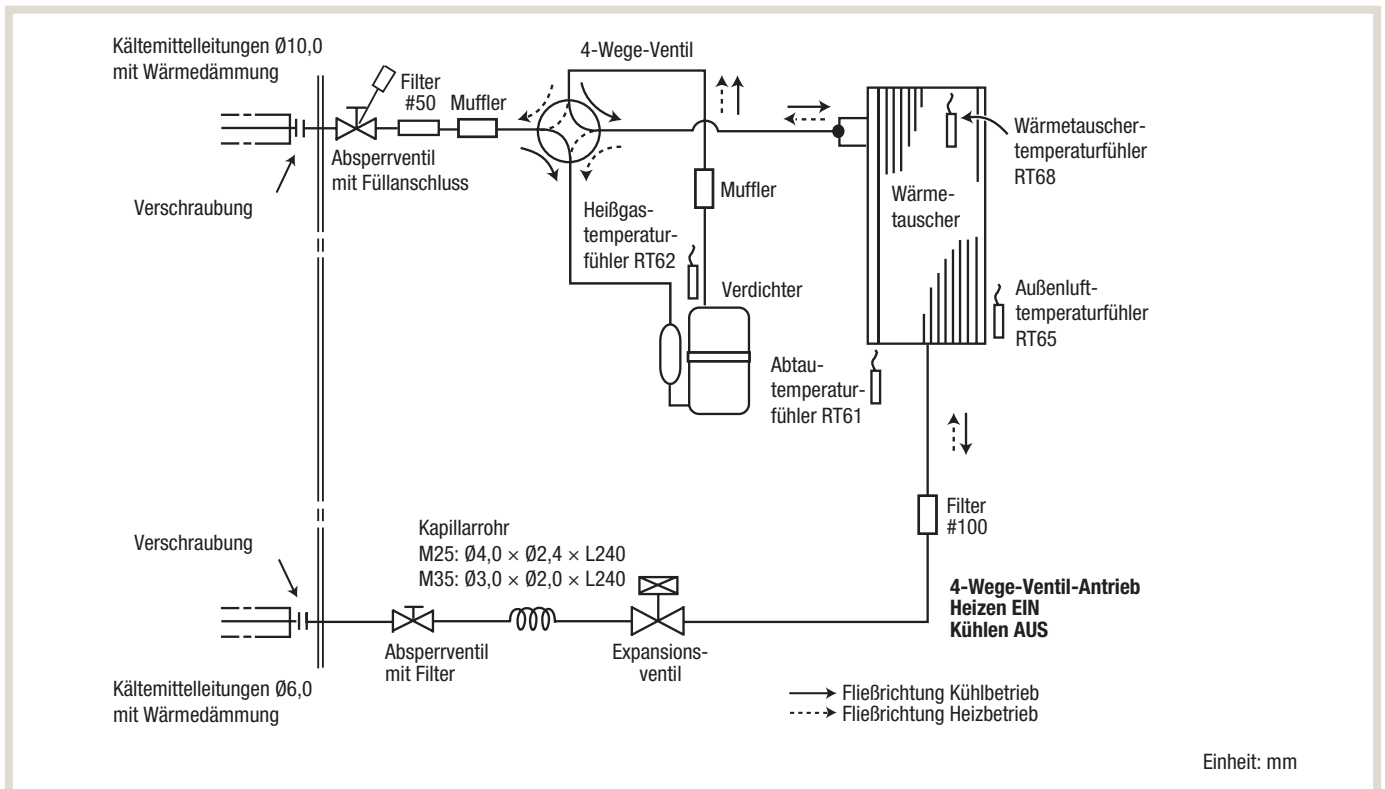 Kältemittelleitungen Ø10,0
mit Wärmedämmung
4-Wege-Ventil
Filter
#50
Muffler
Absperrventil
mit Füllanschluss
Verschraubung
Wärmetauscher-
temperaturfühler
RT68
Wärme-
tauscher
Muffler
Heißgas-
temperatur-
fühler RT62
Verdichter
Außenluft-
temperaturfühler
RT65
Abtau-
temperatur-
fühler RT61
Filter
#100
Verschraubung
Kapillarrohr
M25: Ø4,0 × Ø2,4 × L240
M35: Ø3,0 × Ø2,0 × L240
4-Wege-Ventil-Antrieb
Heizen EIN
Kühlen AUS
Absperrventil
mit Filter
Expansions-
ventil
Kältemittelleitungen Ø6,0
mit Wärmedämmung
Fließrichtung Kühlbetrieb
Fließrichtung Heizbetrieb
Einheit: mm